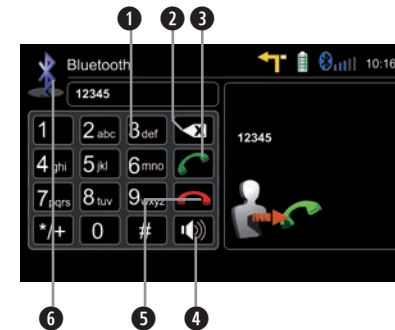 1 2 3
Bluetooth 10:16
12345
1 2 abc 3 def
12345
4 ghi 5 jkl 6 mno
7 pqrs 8 tuv 9 wxyz
*/+ 0 #
6 5 4